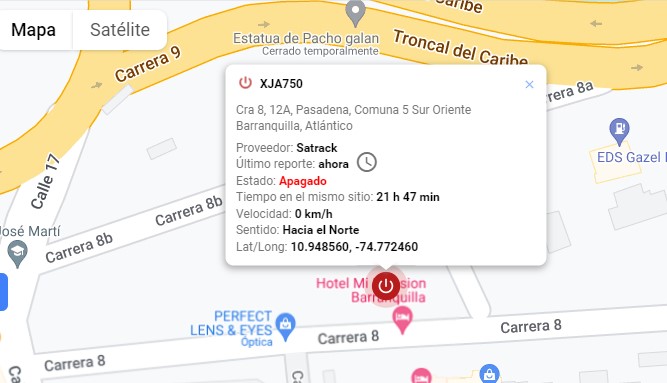 Mapa
Satélite
Estatua de Pacho galan
Cerrado temporalmente
Troncal del Caribe
Caribe
Carrera 9
XJA750
Cra 8, 12A, Pasadena, Comuna 5 Sur Oriente
Barranquilla, Atlántico
Proveedor: Satrack
Último reporte: ahora
Estado: Apagado
Tiempo en el mismo sitio: 21 h 47 min
Velocidad: 0 km/h
Sentido: Hacia el Norte
Lat/Long: 10.948560, -74.772460
rera 8a
EDS Gazel
Calle 17
José Martí
Carrera 8b
Carrera 8b
Hotel Mi
sion
Barranquilla
PERFECT
LENS & EYES
Óptica
Carrera 8
Carrera 8
Carrera 8